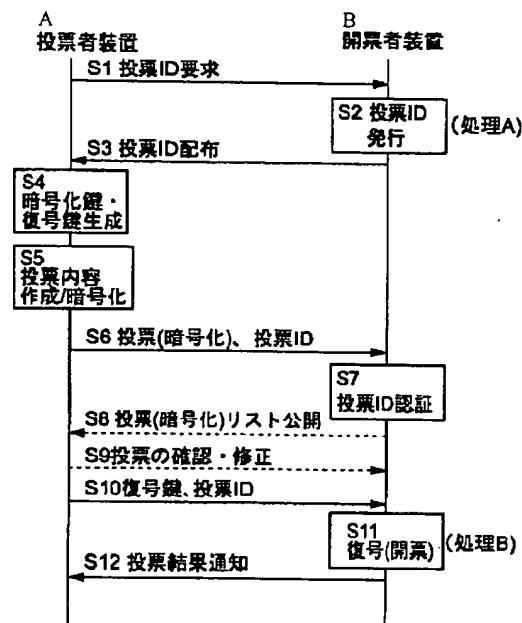 A
投票者装置
B
開票者装置
S1 投票ID要求
S2 投票ID
発行
(処理A)
S3 投票ID配布
S4
暗号化鍵・
復号鍵生成
S5
投票内容
作成/暗号化
S6 投票(暗号化)、投票ID
S7
投票ID認証
S8 投票(暗号化)リスト公開
S9投票の確認・修正
S10復号鍵、投票ID
S11
復号(開票)
(処理B)
S12 投票結果通知